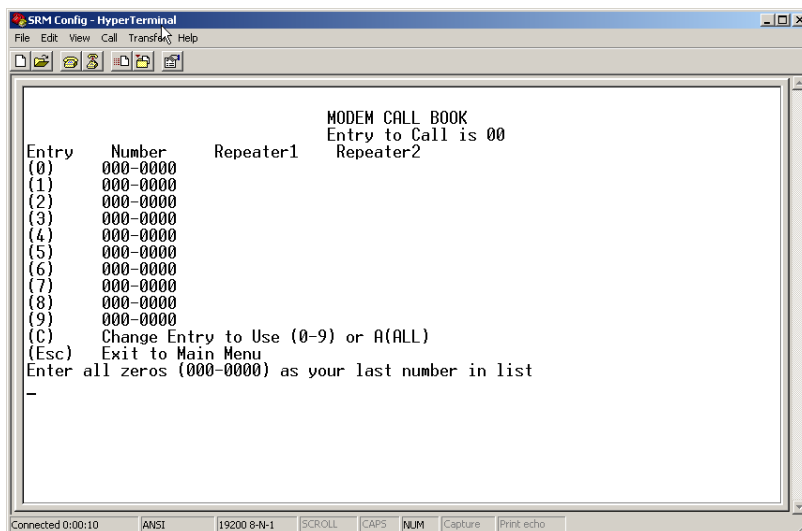 SRM Config - HyperTerminal
File Edit View Call Transfer Help
MODEM CALL BOOK
Entry to Call is 00
Entry Number Repeater1 Repeater2
(0) 000-0000
(1) 000-0000
(2) 000-0000
(3) 000-0000
(4) 000-0000
(5) 000-0000
(6) 000-0000
(7) 000-0000
(8) 000-0000
(9) 000-0000
(C) Change Entry to Use (0-9) or A(ALL)
(Esc) Exit to Main Menu
Enter all zeros (000-0000) as your last number in list
Connected 0:00:10 ANSI 19200 8-N-1 SCROLL CAPS NUM Capture Print echo